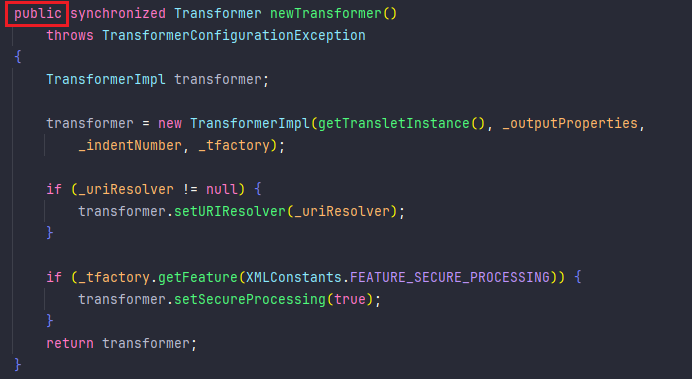 public synchronized Transformer newTransformer()
    throws TransformerConfigurationException
{
    TransformerImpl transformer;

    transformer = new TransformerImpl(getTransletInstance(), _outputProperties,
        _indentNumber, _tfactory);

    if (_uriResolver != null) {
        transformer.setURIResolver(_uriResolver);
    }

    if (_tfactory.getFeature(XMLConstants.FEATURE_SECURE_PROCESSING)) {
        transformer.setSecureProcessing(true);
    }
    return transformer;
}